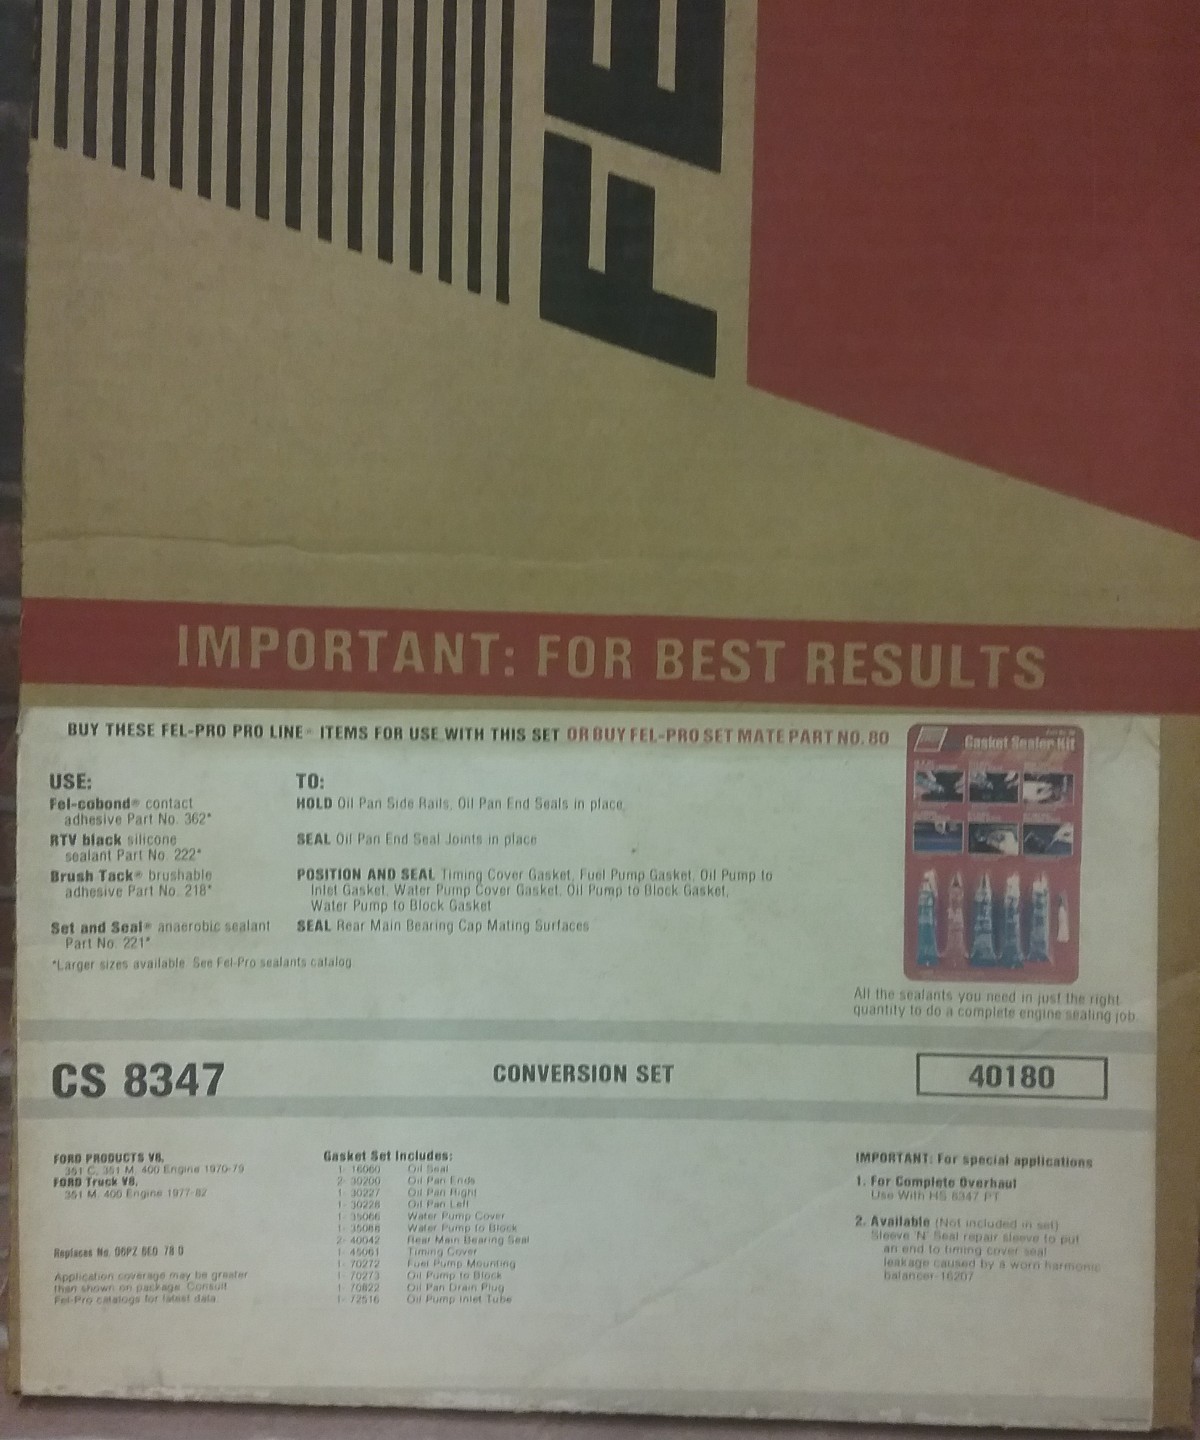 FE
IMPORTANT: FOR BEST RESULTS
BUY THESE FEL-PRO PRO LINE® ITEMS FOR USE WITH THIS SET OR BUY FEL-PRO SET MATE PART NO. 80
Gasket Sealer Kit
USE:
TO:
Fel-cobond® contact
adhesive Part No. 362*
HOLD Oil Pan Side Rails, Oil Pan End Seals in place.
RTV black silicone
sealant Part No. 222*
SEAL Oil Pan End Seal Joints in place
Brush Tack® brushable
adhesive Part No. 218*
POSITION AND SEAL Timing Cover Gasket, Fuel Pump Gasket, Oil Pump to
Inlet Gasket, Water Pump Cover Gasket, Oil Pump to Block Gasket,
Water Pump to Block Gasket
Set and Seal® anaerobic sealant
Part No. 221*
SEAL Rear Main Bearing Cap Mating Surfaces
*Larger sizes available. See Fel-Pro sealants catalog.
All the sealants you need in just the right
quantity to do a complete engine sealing job.
CS 8347
CONVERSION SET
40180
FORD PRODUCTS V8,
351 C, 351 M, 400 Engine 1970-79
FORD Truck V8,
351 M, 400 Engine 1977-82
Replaces No.
Application coverage may be greater
than shown on package. Consult
Fel-Pro catalogs for latest data.
Gasket Set Includes:
1- 16060 Oil Seal
2- 30200 Oil Pan Ends
1- 30227 Oil Pan Right
1- 30228 Oil Pan Left
1- 35066 Water Pump Cover
1- 35088 Water Pump to Block
2- 40042 Rear Main Bearing Seal
1- 45061 Timing Cover
1- 70272 Fuel Pump Mounting
1- 70273 Oil Pump to Block
1- 70822 Oil Pan Drain Plug
1- 72516 Oil Pump Inlet Tube
IMPORTANT: For special applications
1. For Complete Overhaul
Use With HS 8347 PT
2. Available (Not included in set)
Sleeve 'N' Seal repair sleeve to put
an end to timing cover seal
leakage caused by a worn harmonic
balancer-16207